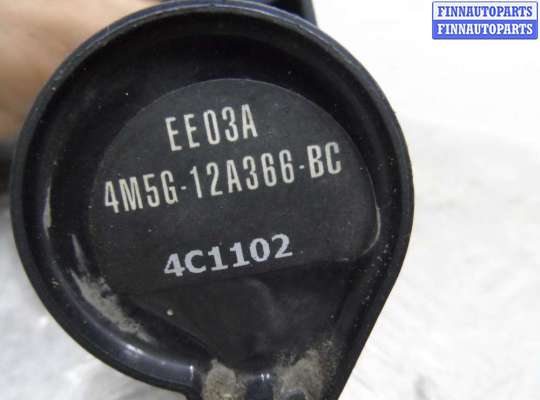 FINNAUTOPARTS
FINNAUTOPARTS
EE03A
4M5G-12A366-BC
4C1102